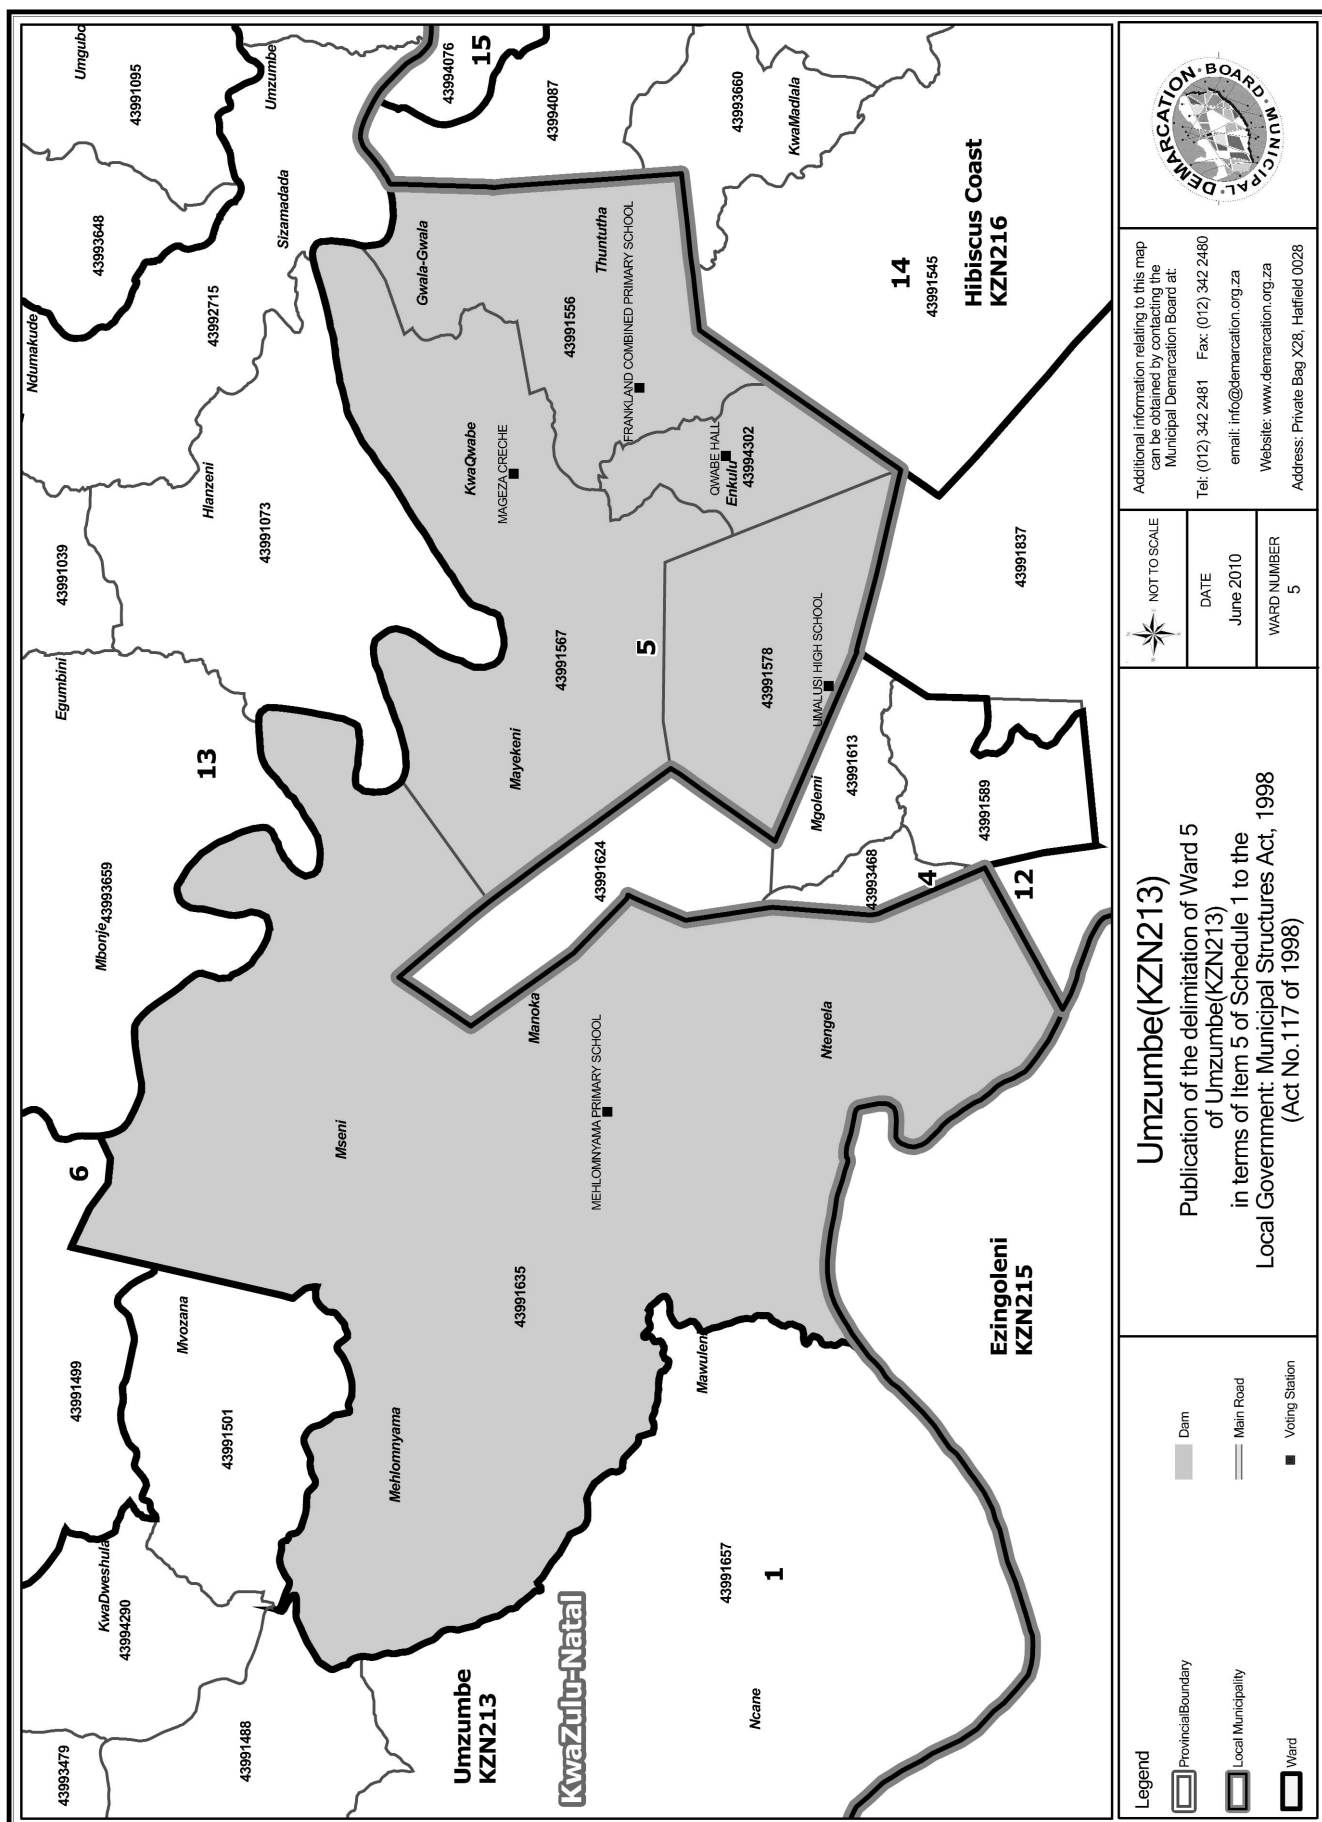 43993479
43991488
KwaDweshula
43994290
43991499
43991501
Mvozana
6
Mbonje43993659
13
Egumbini
43991039
43991073
Hlanzeni
Ndumakude
43993648
43992715
Sizamadada
Umzumbe
Umgubo
43991095
15
43994076
43994087
43993660
KwaMadlala
Mehlomnyama
Mseni
43991635
MEHLOMNYAMA PRIMARY SCHOOL
Manoka
Ntengela
Mawuleni
Mayekeni
43991567
KwaQwabe
MAGEZA CRECHE
Gwala-Gwala
43991556
Thuntutha
FRANKLAND COMBINED PRIMARY SCHOOL
QWABE HALL
Enkulu
43994302
5
43991578
UMALUSI HIGH SCHOOL
43991624
Mgolemi
43991613
43993468
4
12
43991589
43991837
14
43991545
Hibiscus Coast
KZN216
Umzumbe
KZN213
KwaZulu-Natal
43991657
1
Ncane
Ezingoleni
KZN215
Legend
ProvincialBoundary
Local Municipality
Ward
Dam
Main Road
Voting Station
Umzumbe(KZN213)
Publication of the delimitation of Ward 5
of Umzumbe(KZN213)
in terms of Item 5 of Schedule 1 to the
Local Government: Municipal Structures Act, 1998
(Act No.117 of 1998)
N
E
S
W
NOT TO SCALE
DATE
June 2010
WARD NUMBER
5
Additional information relating to this map
can be obtained by contacting the
Municipal Demarcation Board at:
Tel: (012) 342 2481 Fax: (012) 342 2480
email: info@demarcation.org.za
Website: www.demarcation.org.za
Address: Private Bag X28, Hatfield 0028
MUNICIPAL · DEMARCATION · BOARD ·